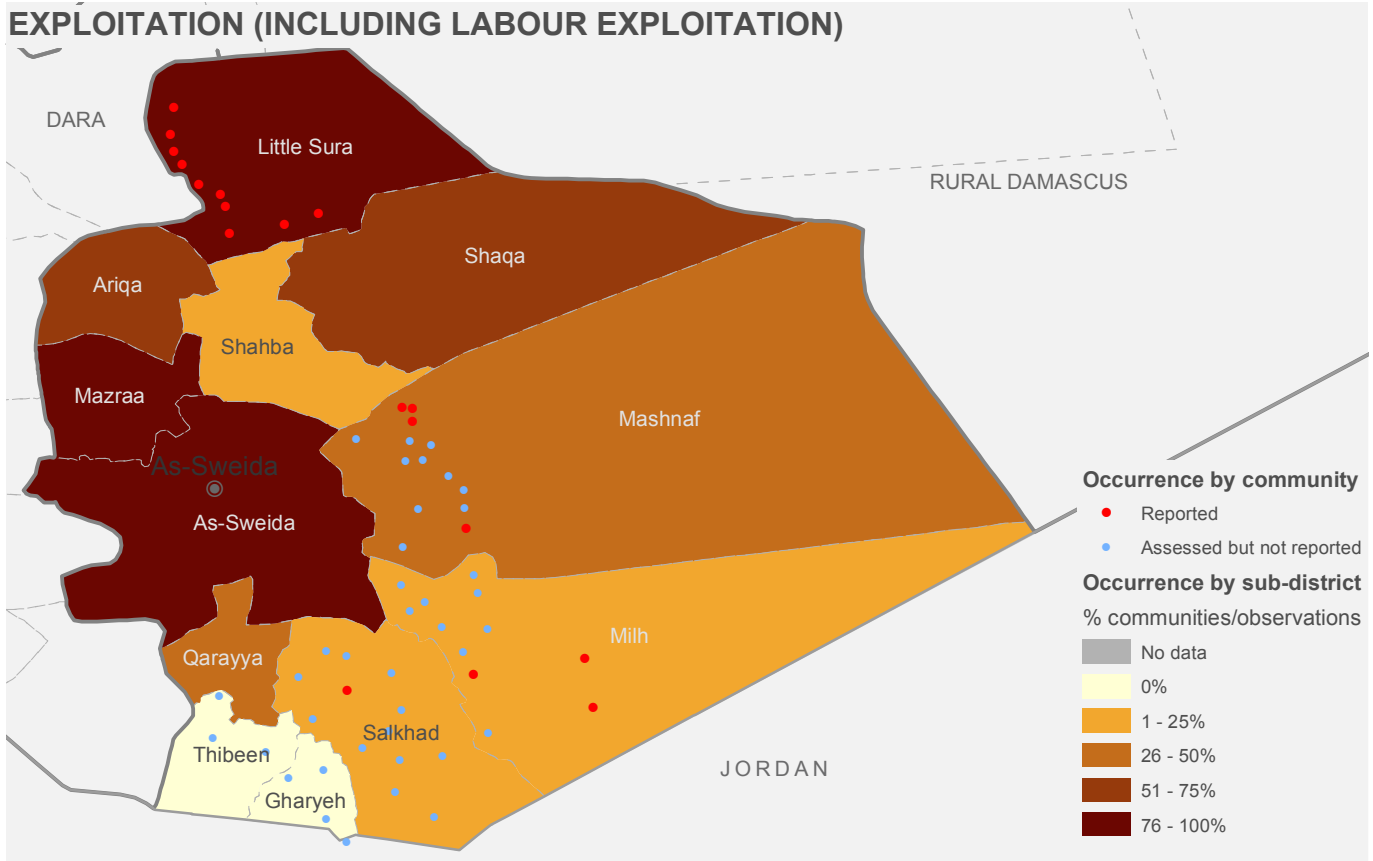 EXPLOITATION (INCLUDING LABOUR EXPLOITATION)
DARA
Little Sura
RURAL DAMASCUS
Shaqa
Ariqa
Shahba
Mazraa
Mashnaf
As-Sweida
As-Sweida
Milh
Qarayya
Salkhad
Thibeen
Gharyeh
JORDAN
Occurrence by community
Reported
Assessed but not reported
Occurrence by sub-district
% communities/observations
No data
0%
1 - 25%
26 - 50%
51 - 75%
76 - 100%